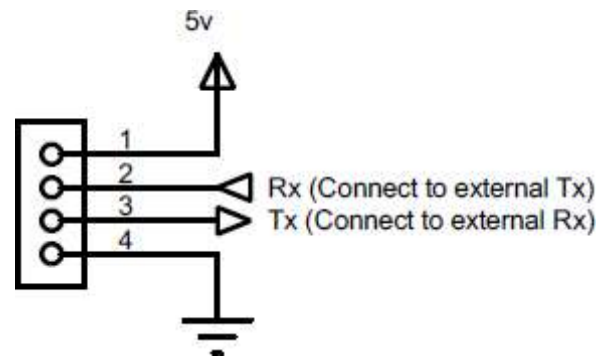 5v
1
2
Rx (Connect to external Tx)
3
Tx (Connect to external Rx)
4